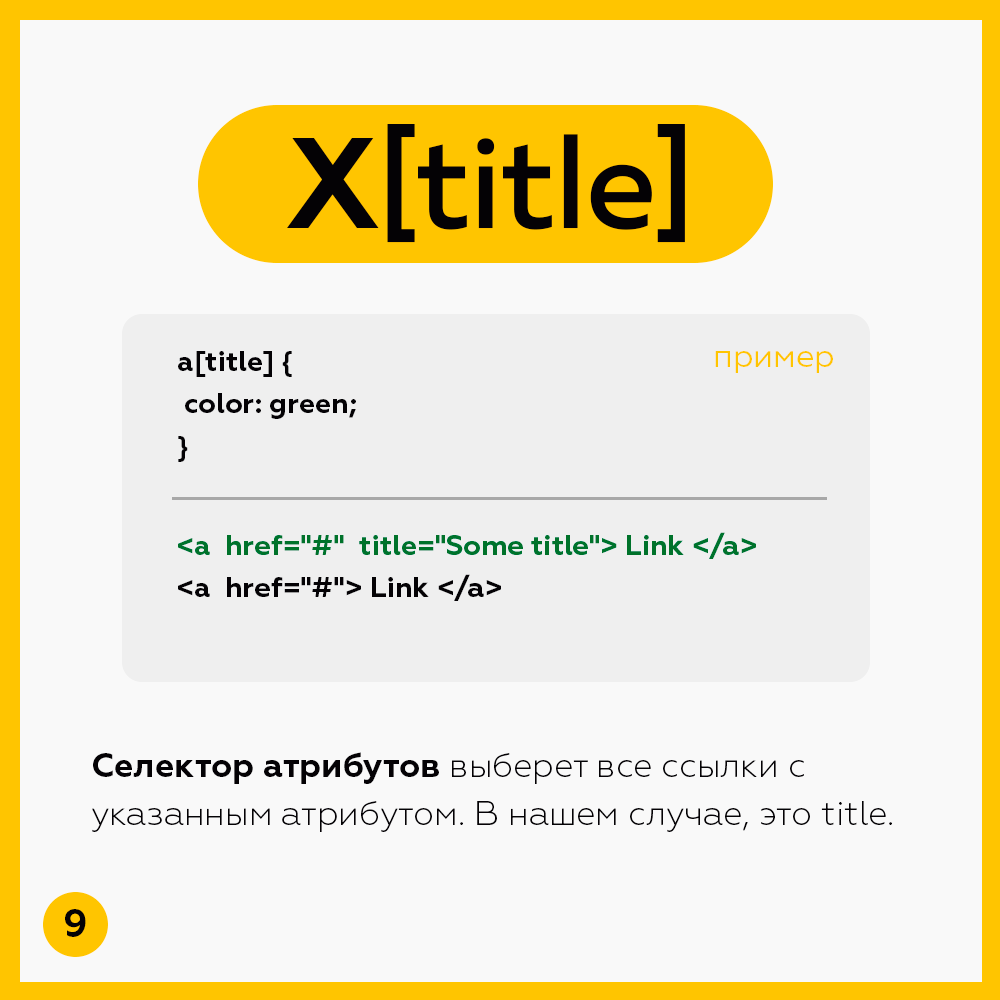 X[title]
a[title] {
пример
color: green;
}
<a  href="#"  title="Some title"> Link </a>
<a  href="#"> Link </a>
Селектор атрибутов выберет все ссылки с
указанным атрибутом. В нашем случае, это title.
9